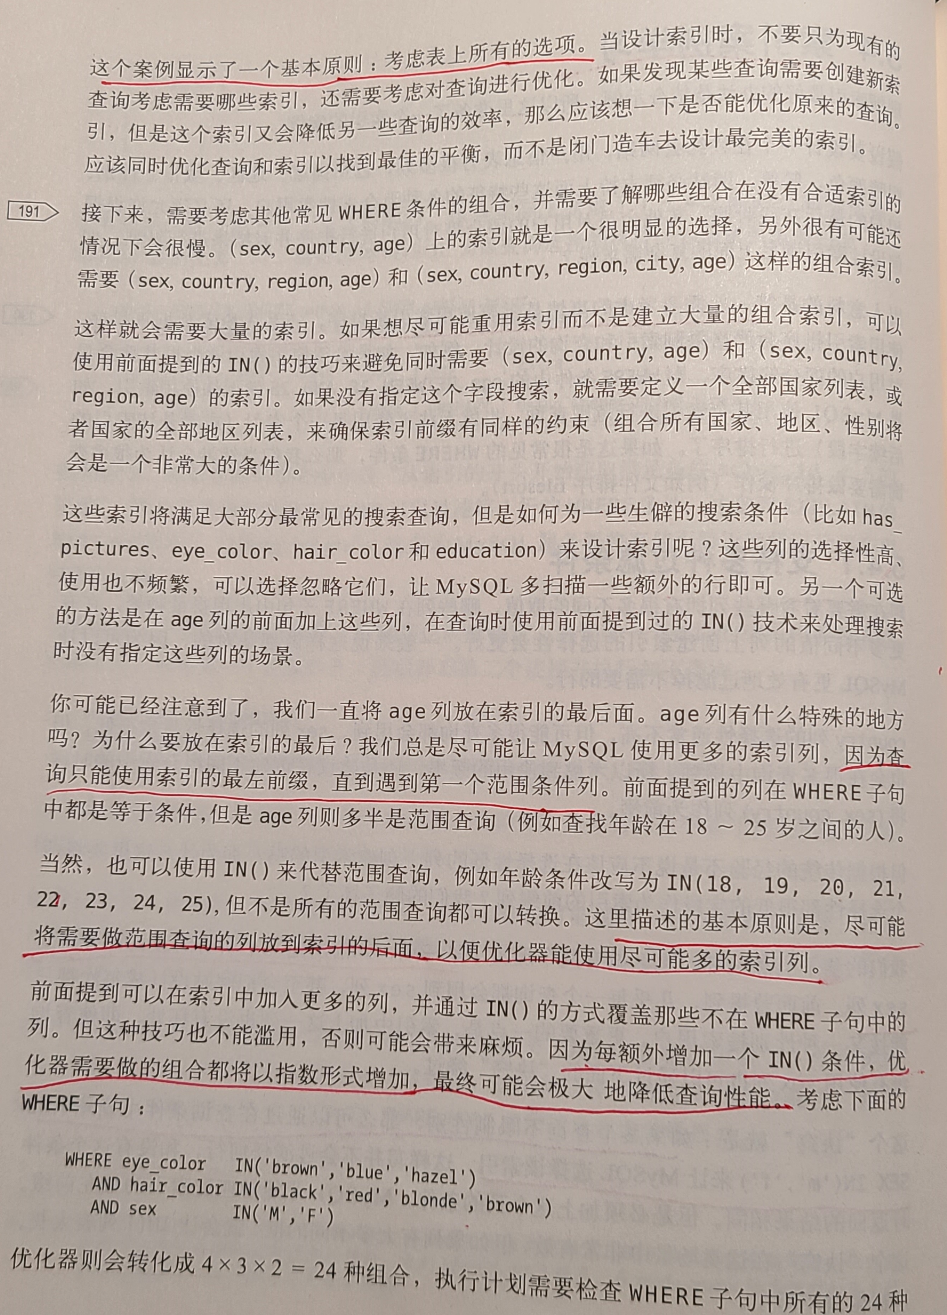 这个案例显示了一个基本原则：考虑表上所有的选项。当设计索引时，不要只为现有的
查询考虑需要哪些索引，还需要考虑对查询进行优化。如果发现某些查询需要创建新索
引，但是这个索引又会降低另一些查询的效率，那么应该想一下是否能优化原来的查询。
应该同时优化查询和索引以找到最佳的平衡，而不是闭门造车去设计最完美的索引。
191
接下来，需要考虑其他常见 WHERE 条件的组合，并需要了解哪些组合在没有合适索引的
情况下会很慢。（sex, country, age）上的索引就是一个很明显的选择，另外很有可能还
需要（sex, country, region, age）和（sex, country, region, city, age）这样的组合索引。
这样就会需要大量的索引。如果想尽可能重用索引而不是建立大量的组合索引，可以
使用前面提到的 IN() 的技巧来避免同时需要（sex, country, age）和（sex, country,
region, age）的索引。如果没有指定这个字段搜索，就需要定义一个全部国家列表，或
者国家的全部地区列表，来确保索引前缀有同样的约束（组合所有国家、地区、性别将
会是一个非常大的条件）。
这些索引将满足大部分最常见的搜索查询，但是如何为一些生僻的搜索条件（比如 has_
pictures、eye_color、hair_color 和 education）来设计索引呢？这些列的选择性高、
使用也不频繁，可以选择忽略它们，让 MySQL 多扫描一些额外的行即可。另一个可选
的方法是在 age 列的前面加上这些列，在查询时使用前面提到过的 IN() 技术来处理搜索
时没有指定这些列的场景。
你可能已经注意到了，我们一直将 age 列放在索引的最后面。age 列有什么特殊的地方
吗？为什么要放在索引的最后？我们总是尽可能让 MySQL 使用更多的索引列，因为查
询只能使用索引的最左前缀，直到遇到第一个范围条件列。前面提到的列在 WHERE 子句
中都是等于条件，但是 age 列则多半是范围查询（例如查找年龄在 18 ～ 25 岁之间的人）。
当然，也可以使用 IN() 来代替范围查询，例如年龄条件改写为 IN(18, 19, 20, 21,
22, 23, 24, 25)，但不是所有的范围查询都可以转换。这里描述的基本原则是，尽可能
将需要做范围查询的列放到索引的后面，以便优化器能使用尽可能多的索引列。
前面提到可以在索引中加入更多的列，并通过 IN() 的方式覆盖那些不在 WHERE 子句中的
列。但这种技巧也不能滥用，否则可能会带来麻烦。因为每额外增加一个 IN() 条件，优
化器需要做的组合都将以指数形式增加，最终可能会极大 地降低查询性能。考虑下面的
WHERE 子句：
WHERE eye_color IN('brown','blue','hazel')
AND hair_color IN('black','red','blonde','brown')
AND sex IN('M','F')
优化器则会转化成 4 × 3 × 2 = 24 种组合，执行计划需要检查 WHERE 子句中所有的 24 种